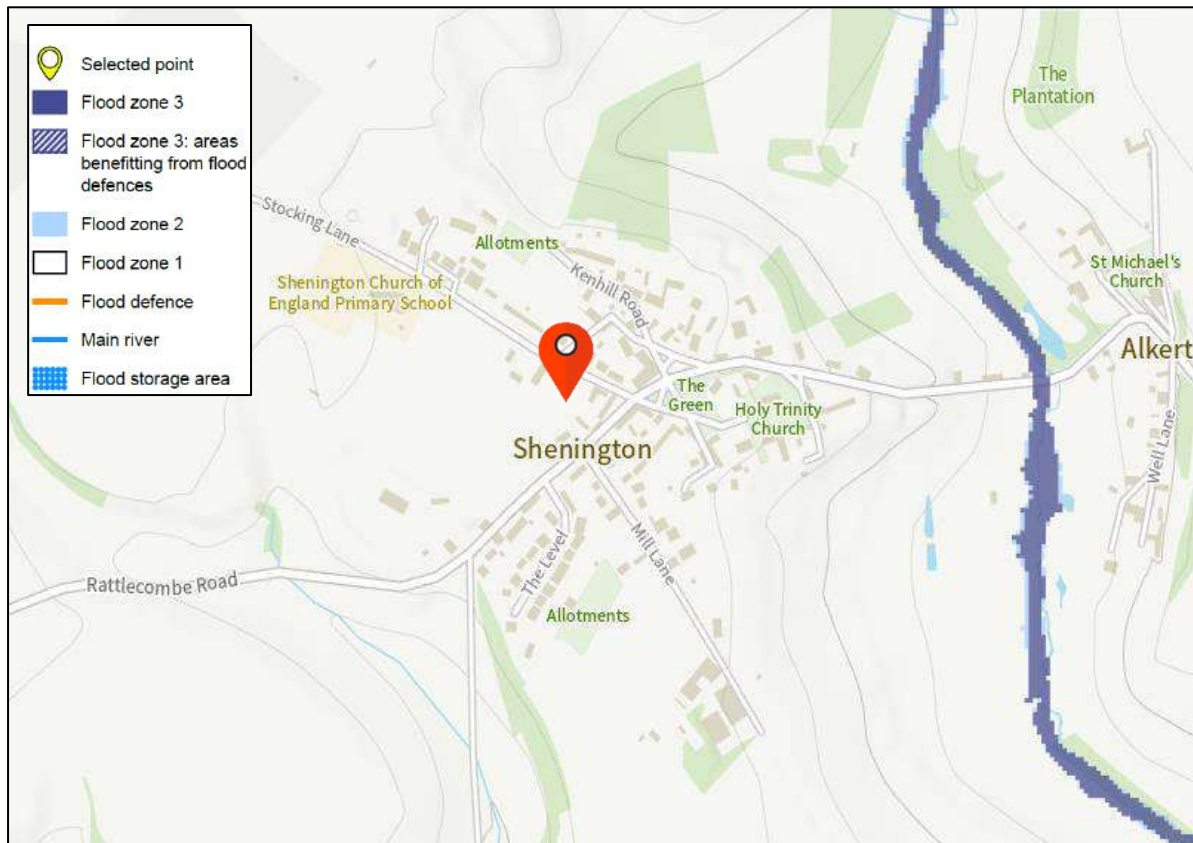 Selected point
Flood zone 3
Flood zone 3: areas
benefitting from flood
defences
Flood zone 2
Flood zone 1
Flood defence
Main river
Flood storage area
The
Plantation
Stocking Lane
Allotments
Kenhill Road
Shenington Church of
England Primary School
St Michael's
Church
Alkert
The
Green
Holy Trinity
Church
Shenington
Well Lane
Mill Lane
The Level
Rattlecombe Road
Allotments